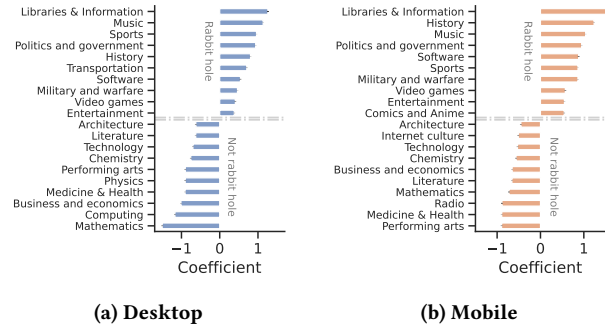 Libraries & Information
Music
Sports
Politics and government
History
Transportation
Software
Military and warfare
Video games
Entertainment
Architecture
Literature
Technology
Chemistry
Performing arts
Physics
Medicine & Health
Business and economics
Computing
Mathematics
Rabbit hole
Not rabbit hole
−1 0 1
Coefficient
(a) Desktop
Libraries & Information
History
Music
Politics and government
Software
Sports
Military and warfare
Video games
Entertainment
Comics and Anime
Architecture
Internet culture
Technology
Chemistry
Business and economics
Literature
Mathematics
Radio
Medicine & Health
Performing arts
Rabbit hole
Not rabbit hole
−1 0 1
Coefficient
(b) Mobile